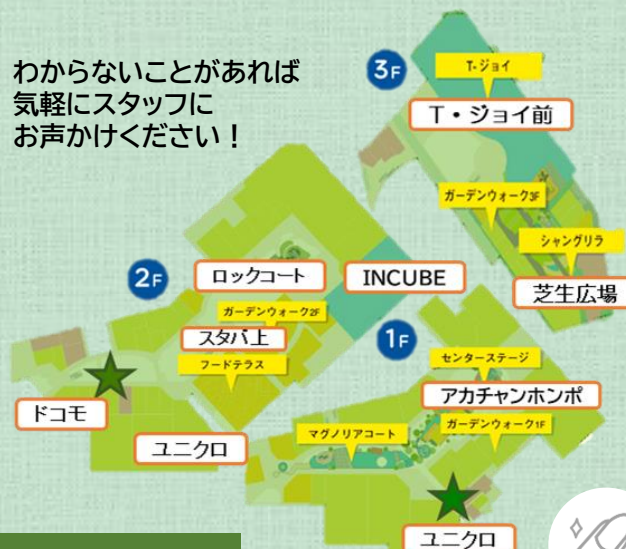 わからないことがあれば
気軽にスタッフに
お声かけください！
3F
T-ジョイ
T・ジョイ前
ガーデンウォーク3F
シャングリラ
芝生広場
2F
ロックコート
INCUBE
ガーデンウォーク2F
スタバ上
フードテラス
ドコモ
ユニクロ
1F
センターステージ
アカチャンホンポ
ガーデンウォーク1F
マグノリアコート
ユニクロ